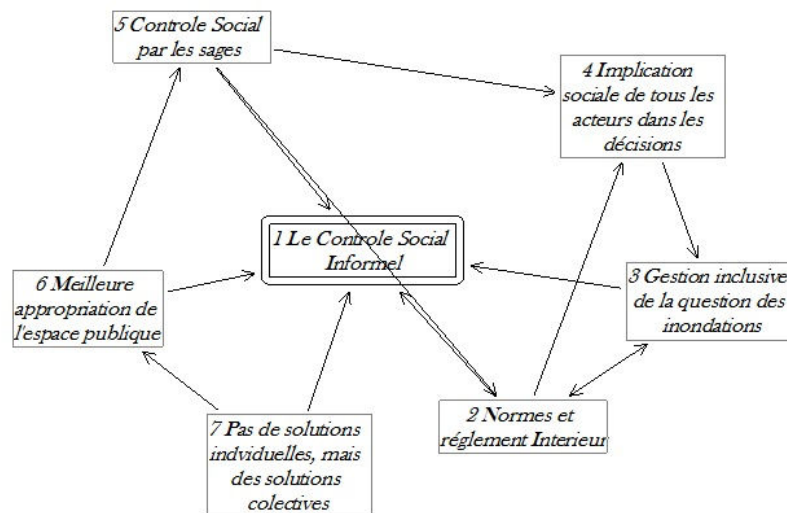 5 Controle Social
par les sages
4 Implication
sociale de tous les
acteurs dans les
décisions
1 Le Controle Social
Informel
6 Meilleure
appropriation de
l'espace publique
3 Gestion inclusive
de la question des
inondations
7 Pas de solutions
indviduelles, mais
des solutions
colectives
2 Normes et
réglement Interieur